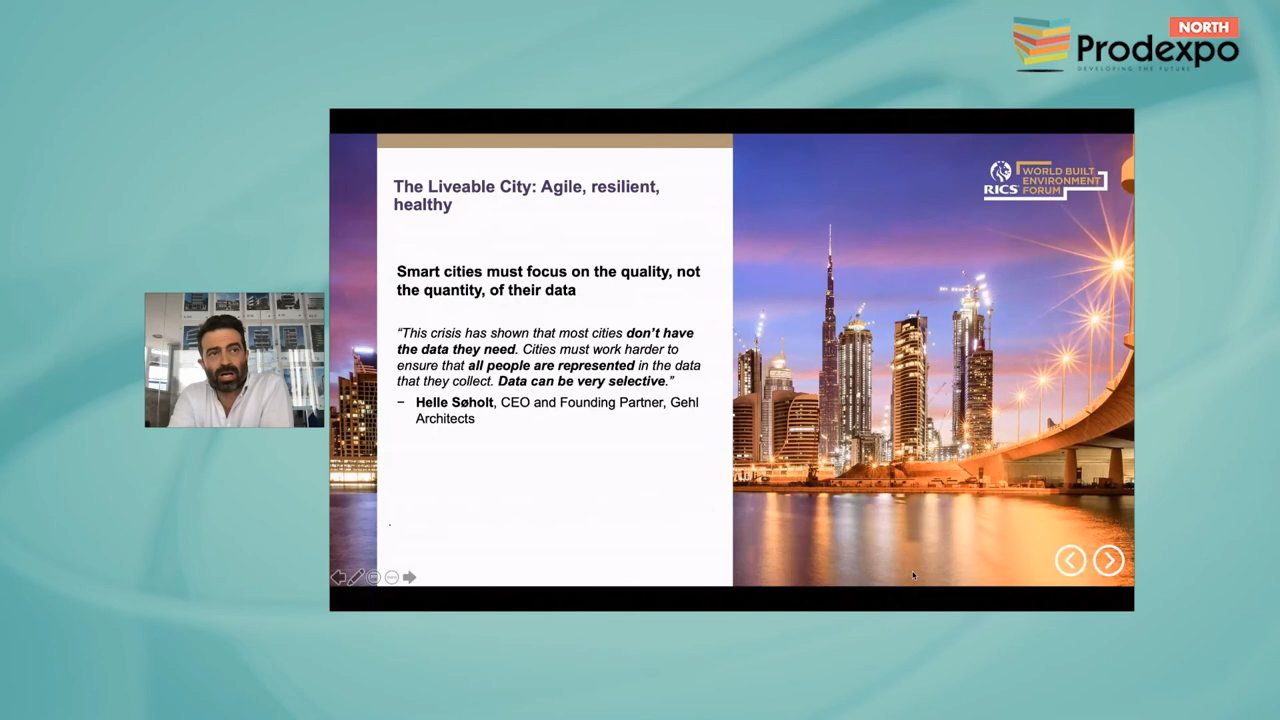 NORTH
Prodexpo
DEVELOPING THE FUTURE
The Liveable City: Agile, resilient,
healthy
RICS
WORLD BUILT
ENVIRONMENT
FORUM
Smart cities must focus on the quality, not
the quantity, of their data
“This crisis has shown that most cities don’t have
the data they need. Cities must work harder to
ensure that all people are represented in the data
that they collect. Data can be very selective.”
– Helle Søholt, CEO and Founding Partner, Gehl
Architects